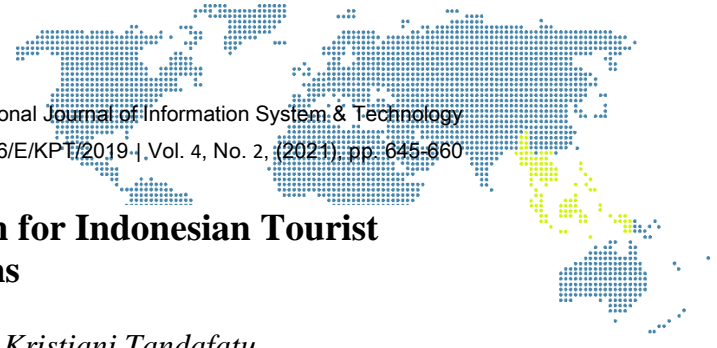 onal Journal of Information System & Technology
6/E/KPT/2019 | Vol. 4, No. 2, (2021), pp. 645-660
for Indonesian Tourist
Kristiani Tandafatu